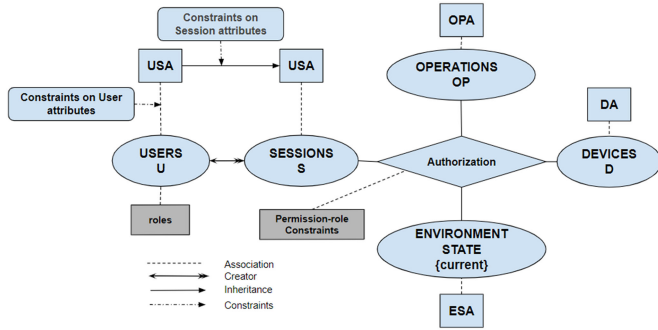 Constraints on
Session attributes
OPA
USA
USA
OPERATIONS
OP
Constraints on User
attributes
DA
USERS
U
SESSIONS
S
Authorization
DEVICES
D
roles
Permission-role
Constraints
ENVIRONMENT
STATE
{current}
Association
Creator
Inheritance
Constraints
ESA